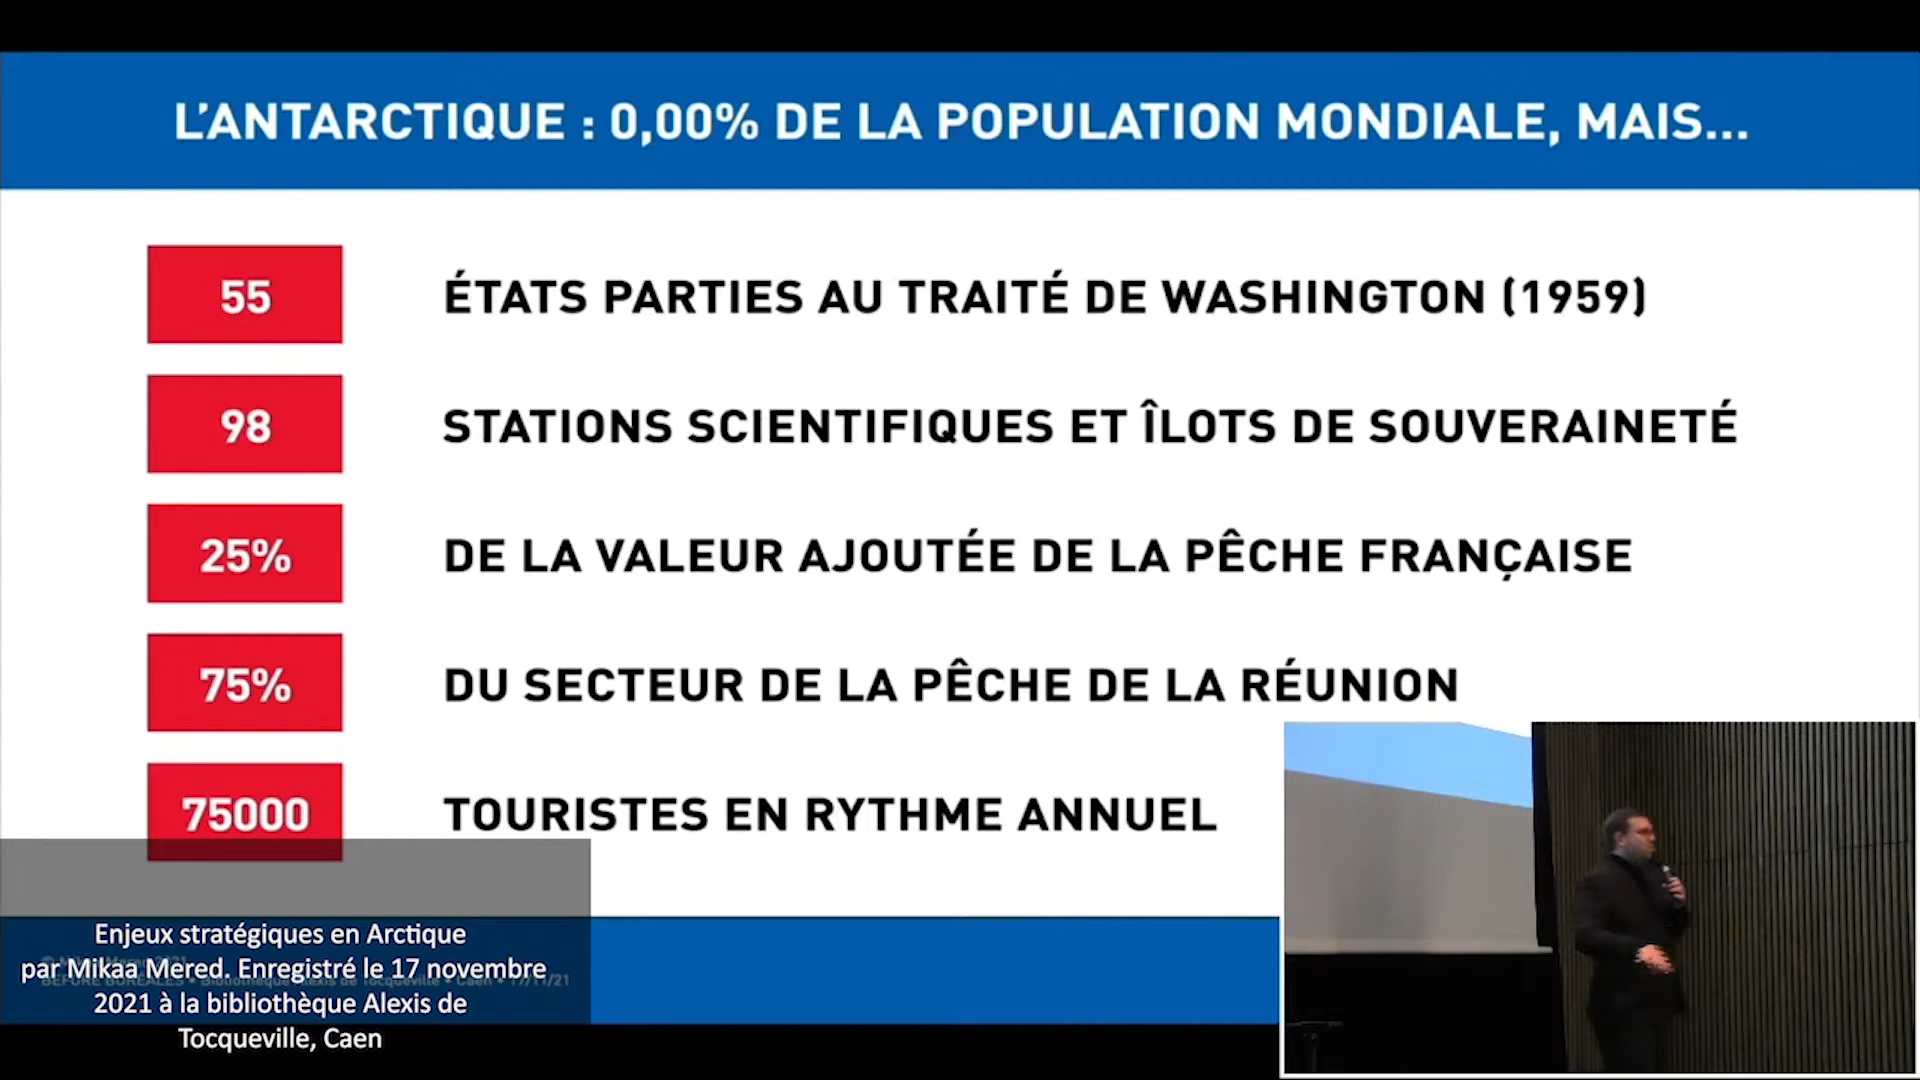 L'ANTARCTIQUE : 0,00% DE LA POPULATION MONDIALE, MAIS...
55 ÉTATS PARTIES AU TRAITÉ DE WASHINGTON (1959)
98 STATIONS SCIENTIFIQUES ET ÎLOTS DE SOUVERAINETÉ
25% DE LA VALEUR AJOUTÉE DE LA PÊCHE FRANÇAISE
75% DU SECTEUR DE LA PÊCHE DE LA RÉUNION
75000 TOURISTES EN RYTHME ANNUEL
Enjeux stratégiques en Arctique
par Mikaa Mered. Enregistré le 17 novembre
2021 à la bibliothèque Alexis de
Tocqueville, Caen